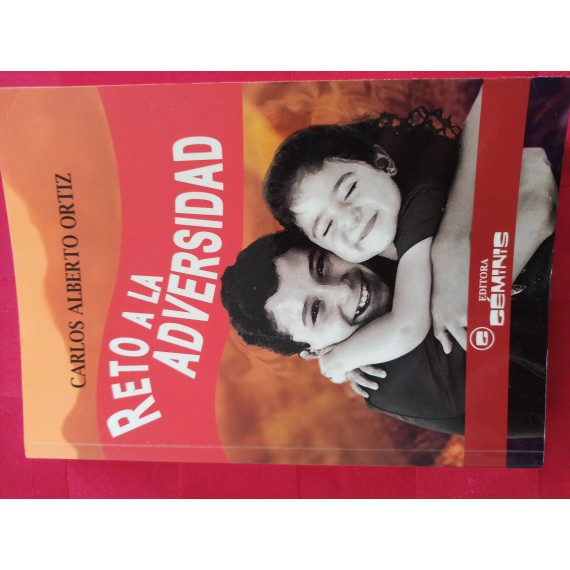 CARLOS ALBERTO ORTIZ
RETO A LA
ADVERSIDAD
EDITORA
G GÉMINIS